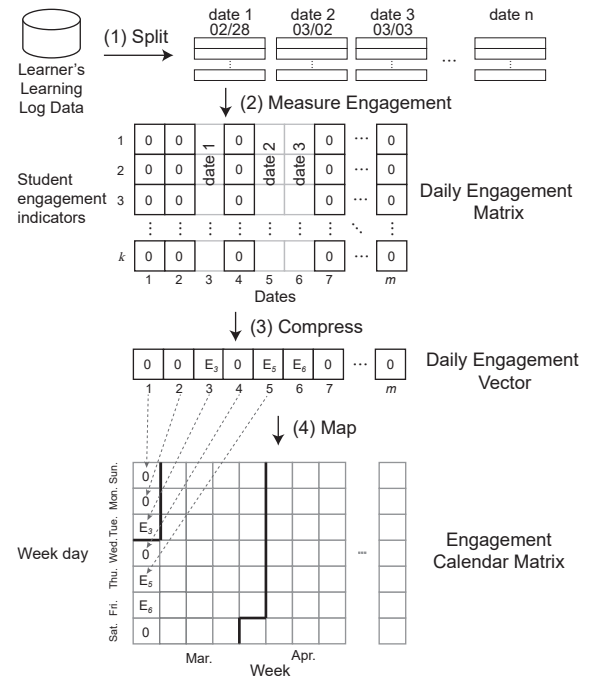 date 1 date 2 date 3 date n
02/28 03/02 03/03
(1) Split
...
Learner's
Learning
Log Data
(2) Measure Engagement
1 0 0 0 0 ... 0
2 0 0 0 0 ... 0
3 0 0 0 0 ... 0
k 0 0 0 0 ... 0
date 1
date 2
date 3
Student
engagement
indicators
Daily Engagement
Matrix
1 2 3 4 5 6 7 m
Dates
(3) Compress
0 0 E3 0 E5 E6 0 ... 0
1 2 3 4 5 6 7 m
Daily Engagement
Vector
(4) Map
Sun. 0
Mon. 0
Tue. E3
Wed. 0
Thu. E5
Fri. E6
Sat. 0
...
Week day
Engagement
Calendar Matrix
Mar. Apr.
Week